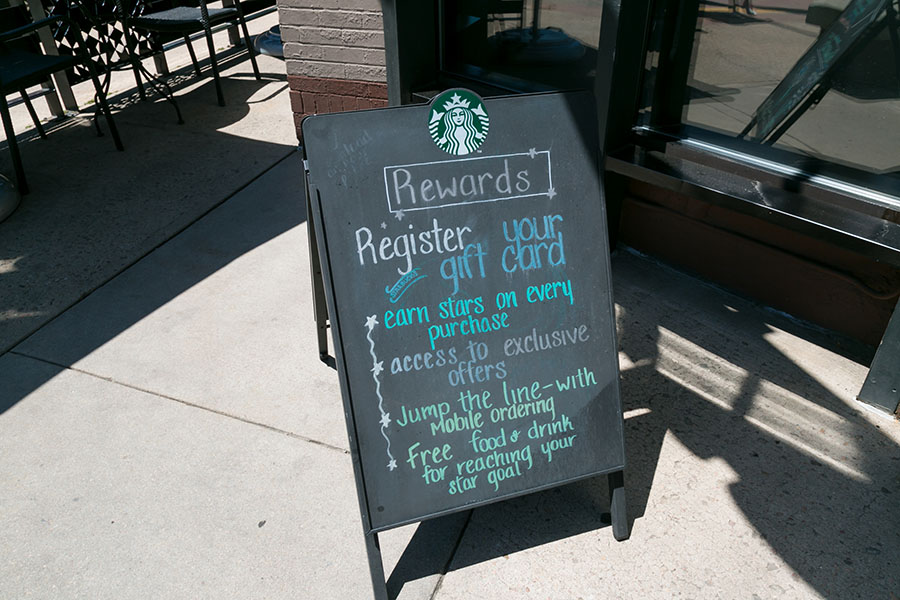 Rewards
Register your
gift card
earn stars on every
purchase
access to exclusive
offers
Jump the line-with
Mobile ordering
Free food & drink
for reaching your
star goal